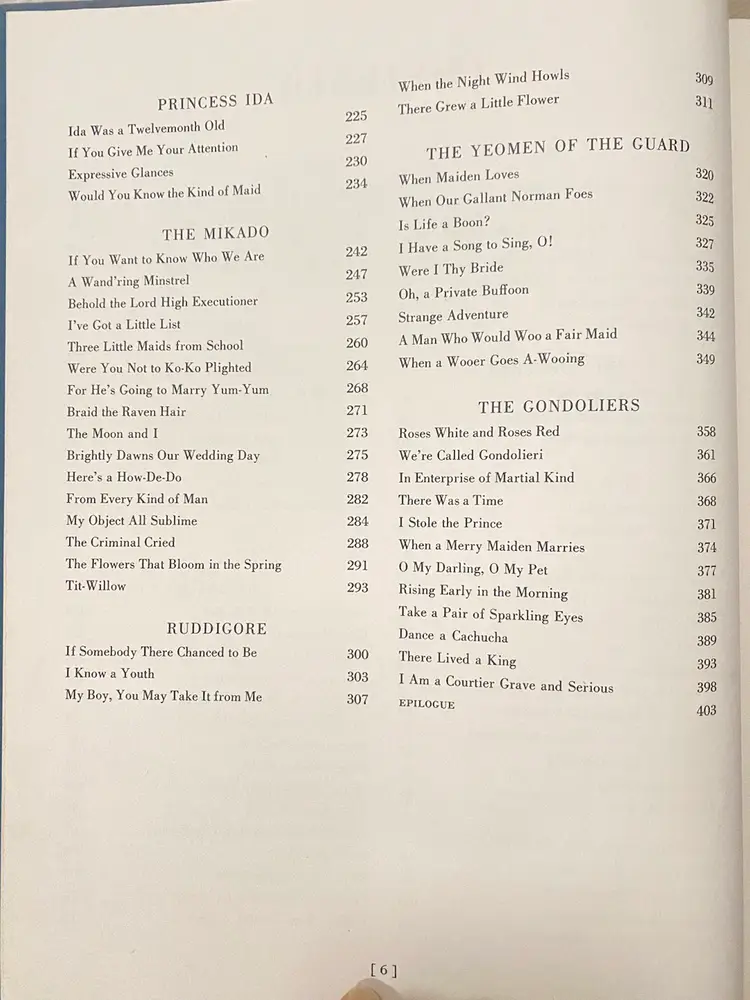 PRINCESS IDA
Ida Was a Twelvemonth Old 225
If You Give Me Your Attention 227
Expressive Glances 230
Would You Know the Kind of Maid 234
THE MIKADO
If You Want to Know Who We Are 242
A Wand'ring Minstrel 247
Behold the Lord High Executioner 253
I've Got a Little List 257
Three Little Maids from School 260
Were You Not to Ko-Ko Plighted 264
For He's Going to Marry Yum-Yum 268
Braid the Raven Hair 271
The Moon and I 273
Brightly Dawns Our Wedding Day 275
Here's a How-De-Do 278
From Every Kind of Man 282
My Object All Sublime 284
The Criminal Cried 288
The Flowers That Bloom in the Spring 291
Tit-Willow 293
RUDDIGORE
If Somebody There Chanced to Be 300
I Know a Youth 303
My Boy, You May Take It from Me 307
When the Night Wind Howls 309
There Grew a Little Flower 311
THE YEOMEN OF THE GUARD
When Maiden Loves 320
When Our Gallant Norman Foes 322
Is Life a Boon? 325
I Have a Song to Sing, O! 327
Were I Thy Bride 335
Oh, a Private Buffoon 339
Strange Adventure 342
A Man Who Would Woo a Fair Maid 344
When a Wooer Goes A-Wooing 349
THE GONDOLIERS
Roses White and Roses Red 358
We're Called Gondolieri 361
In Enterprise of Martial Kind 366
There Was a Time 368
I Stole the Prince 371
When a Merry Maiden Marries 374
O My Darling, O My Pet 377
Rising Early in the Morning 381
Take a Pair of Sparkling Eyes 385
Dance a Cachucha 389
There Lived a King 393
I Am a Courtier Grave and Serious 398
EPILOGUE 403
[ 6 ]